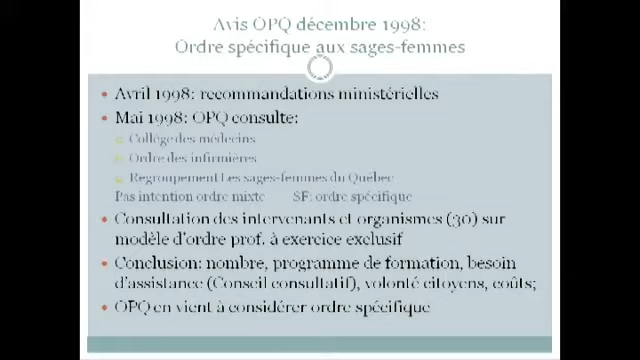 Avis OPQ décembre 1998:
Ordre spécifique aux sages-femmes
Avril 1998: recommandations ministérielles
Mai 1998: OPQ consulte:
Collège des médecins
Ordre des infirmières
Regroupement Les sages-femmes du Québec
Pas intention ordre mixte SF: ordre spécifique
Consultation des intervenants et organismes (30) sur
modèle d'ordre prof. à exercice exclusif
Conclusion: nombre, programme de formation, besoin
d'assistance (Conseil consultatif), volonté citoyens, coûts;
OPQ en vient à considérer ordre spécifique